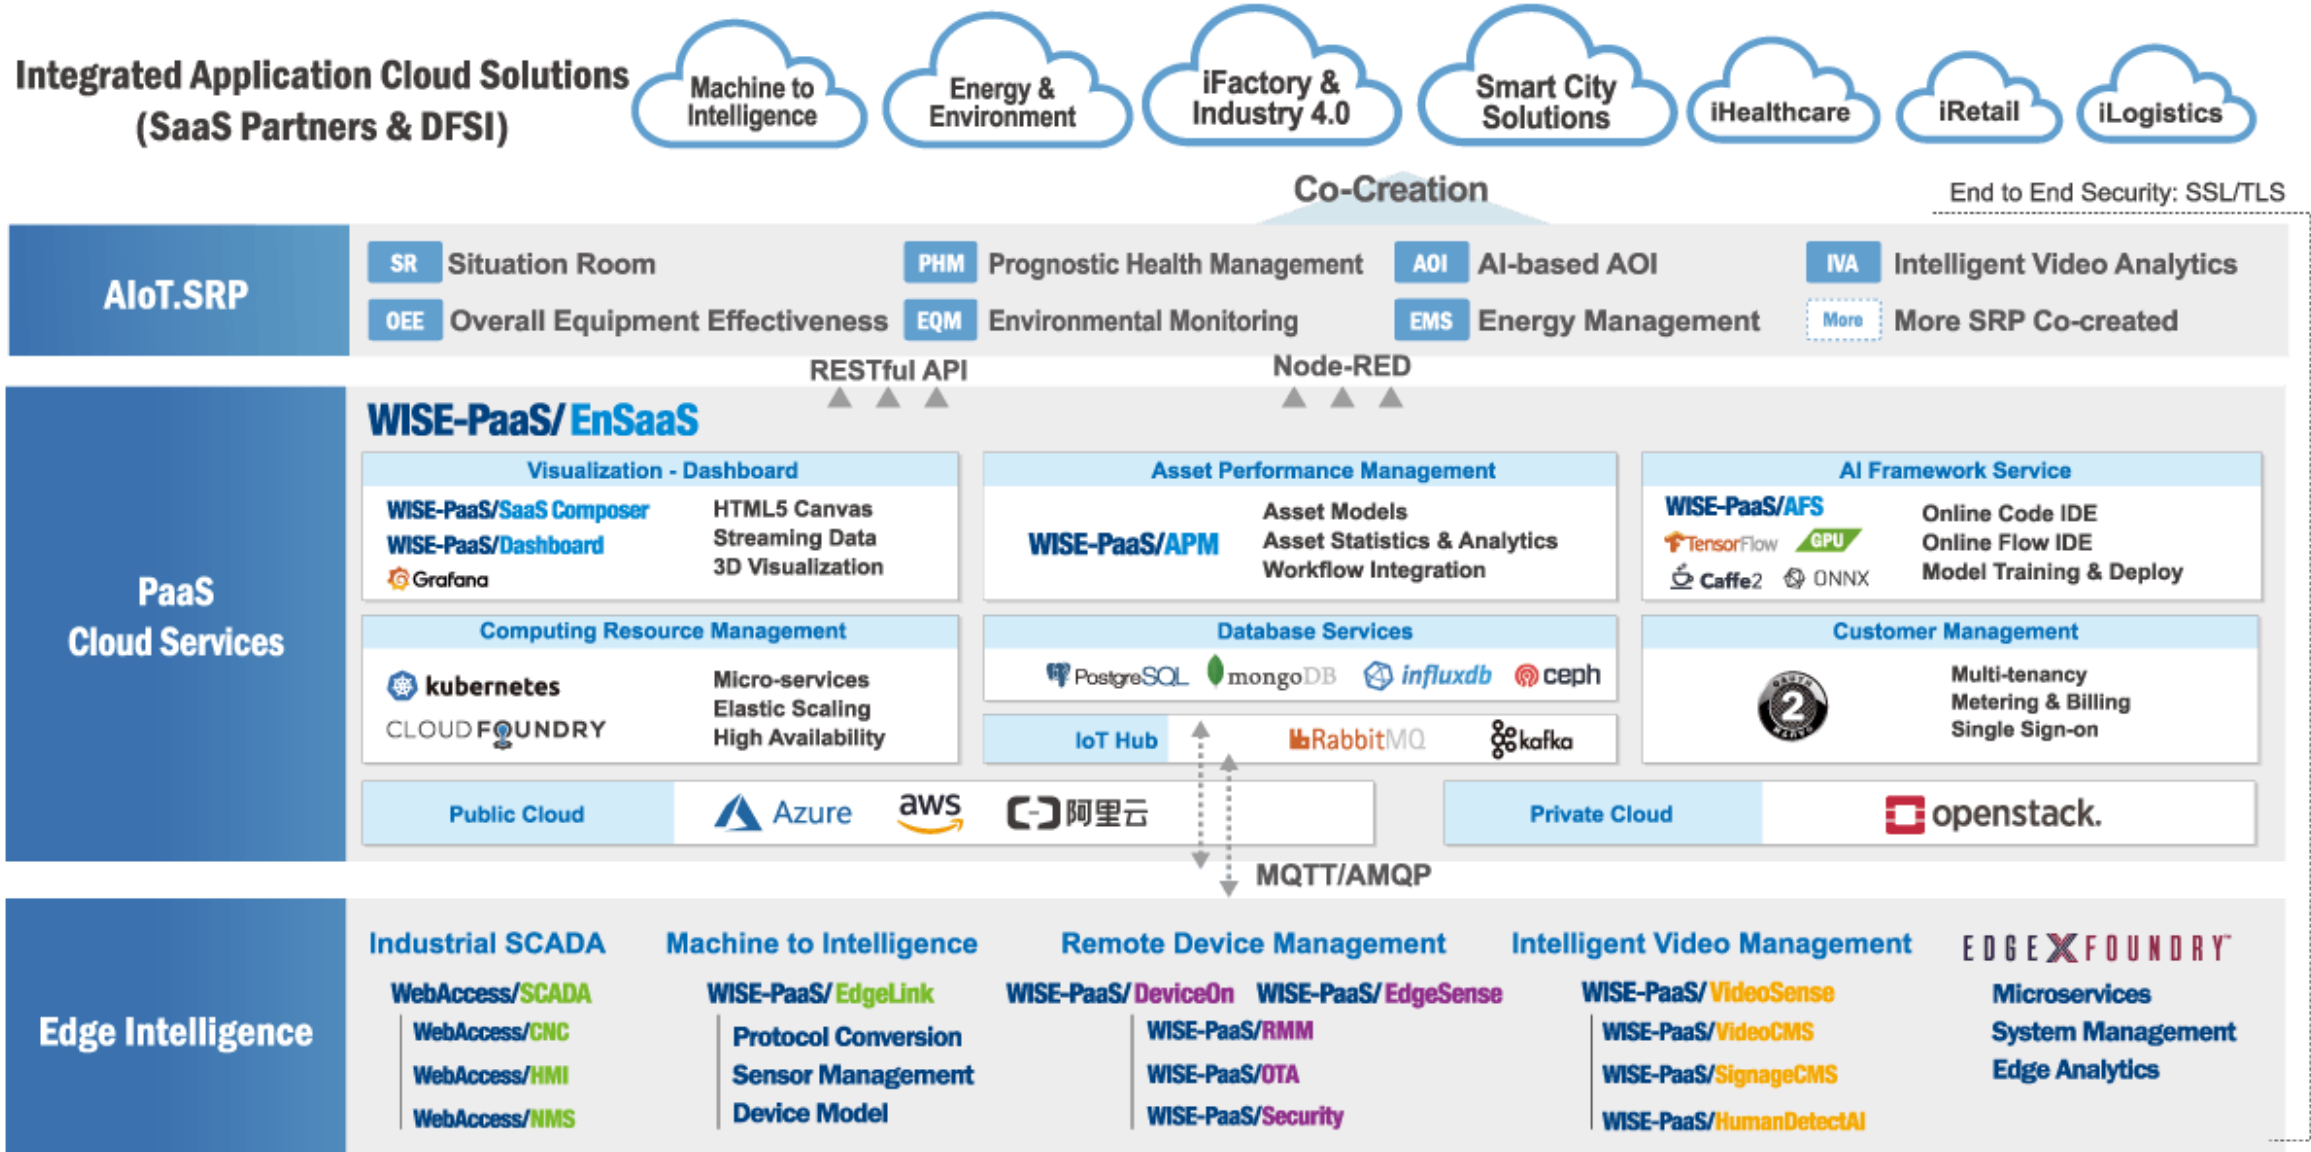 Integrated Application Cloud Solutions
(SaaS Partners & DFSI)
Machine to
Intelligence
Energy &
Environment
iFactory &
Industry 4.0
Smart City
Solutions
iHealthcare
iRetail
iLogistics
Co-Creation
End to End Security: SSL/TLS
AIoT.SRP
SR Situation Room
PHM Prognostic Health Management
AOI AI-based AOI
IVA Intelligent Video Analytics
OEE Overall Equipment Effectiveness
EQM Environmental Monitoring
EMS Energy Management
More More SRP Co-created
RESTful API
Node-RED
PaaS
Cloud Services
WISE-PaaS/EnSaaS
Visualization - Dashboard
WISE-PaaS/SaaS Composer
WISE-PaaS/Dashboard
Grafana
HTML5 Canvas
Streaming Data
3D Visualization
Asset Performance Management
WISE-PaaS/APM
Asset Models
Asset Statistics & Analytics
Workflow Integration
AI Framework Service
WISE-PaaS/AFS
TensorFlow GPU
Caffe2 ONNX
Online Code IDE
Online Flow IDE
Model Training & Deploy
Computing Resource Management
kubernetes
CLOUD FOUNDRY
Micro-services
Elastic Scaling
High Availability
Database Services
PostgreSQL mongoDB influxdb ceph
IoT Hub RabbitMQ kafka
Customer Management
OAUTH
2
Multi-tenancy
Metering & Billing
Single Sign-on
Public Cloud Azure aws 阿里云
Private Cloud openstack.
MQTT/AMQP
Edge Intelligence
Industrial SCADA
WebAccess/SCADA
WebAccess/CNC
WebAccess/HMI
WebAccess/NMS
Machine to Intelligence
WISE-PaaS/EdgeLink
Protocol Conversion
Sensor Management
Device Model
Remote Device Management
WISE-PaaS/DeviceOn WISE-PaaS/EdgeSense
WISE-PaaS/RMM
WISE-PaaS/OTA
WISE-PaaS/Security
Intelligent Video Management
WISE-PaaS/VideoSense
WISE-PaaS/VideoCMS
WISE-PaaS/SignageCMS
WISE-PaaS/HumanDetectAI
EDGE X FOUNDRY™
Microservices
System Management
Edge Analytics